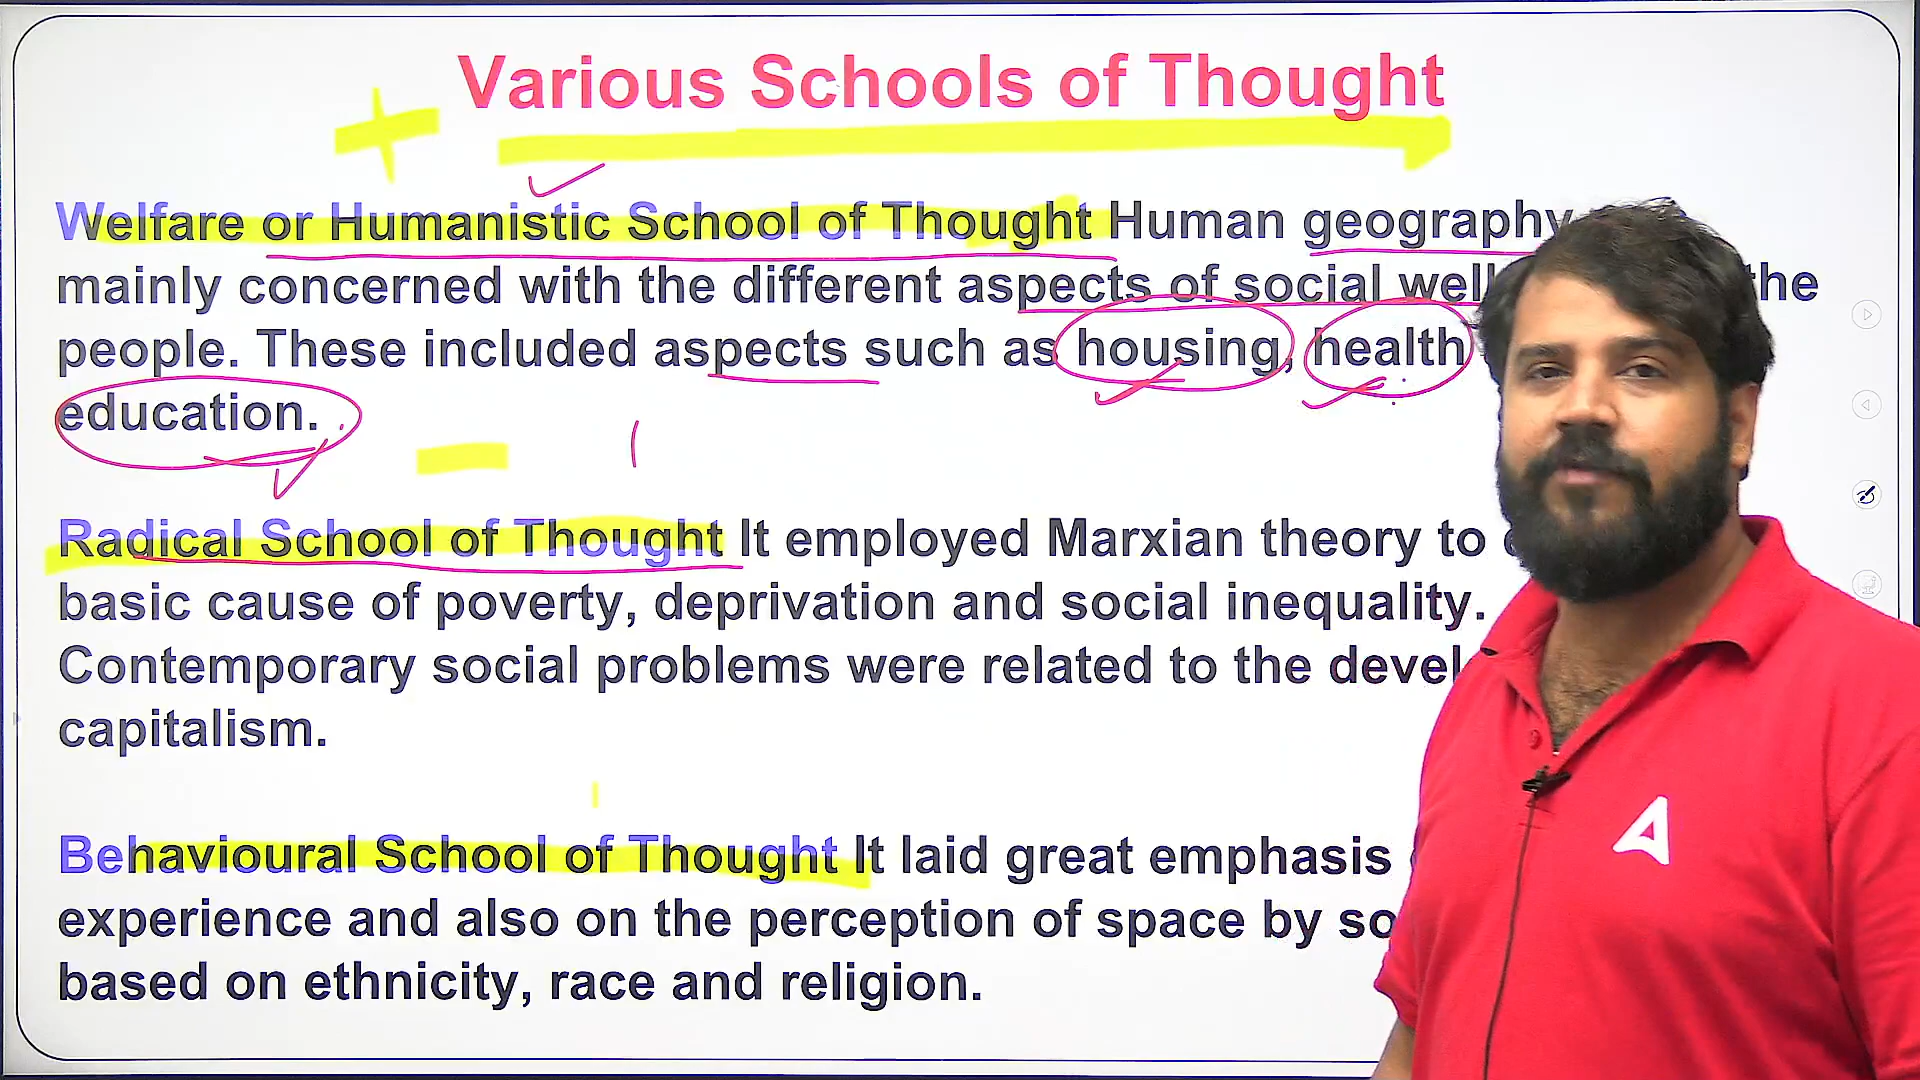 Various Schools of Thought
Welfare or Humanistic School of Thought Human geography
mainly concerned with the different aspects of social the
people. These included aspects such as housing, health
education.
Radical School of Thought It employed Marxian theory to
basic cause of poverty, deprivation and social inequality.
Contemporary social problems were related to the
capitalism.
Behavioural School of Thought It laid great emphasis
experience and also on the perception of space by
based on ethnicity, race and religion.